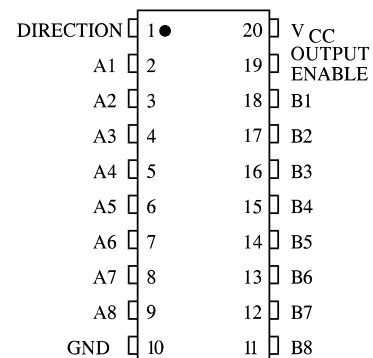 DIRECTION 1 20 VCC
A1 2 19 OUTPUT
ENABLE
A2 3 18 B1
A3 4 17 B2
A4 5 16 B3
A5 6 15 B4
A6 7 14 B5
A7 8 13 B6
A8 9 12 B7
GND 10 11 B8